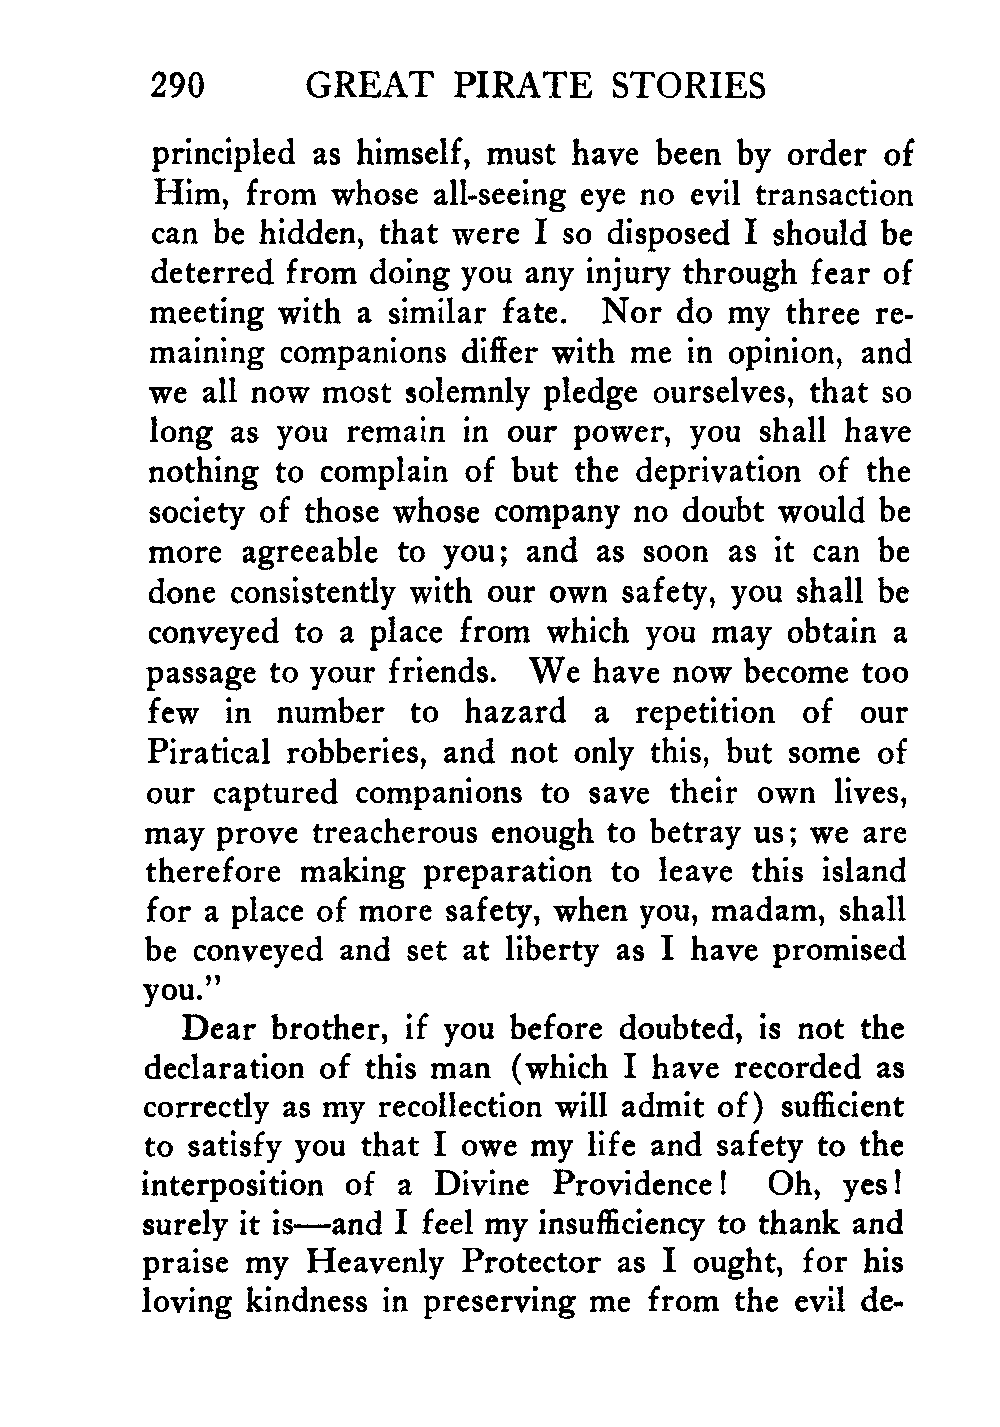 290 GREAT PIRATE STORIES
principled as himself, must have been by order of
Him, from whose all-seeing eye no evil transaction
can be hidden, that were I so disposed I should be
deterred from doing you any injury through fear of
meeting with a similar fate. Nor do my three re-
maining companions differ with me in opinion, and
we all now most solemnly pledge ourselves, that so
long as you remain in our power, you shall have
nothing to complain of but the deprivation of the
society of those whose company no doubt would be
more agreeable to you; and as soon as it can be
done consistently with our own safety, you shall be
conveyed to a place from which you may obtain a
passage to your friends. We have now become too
few in number to hazard a repetition of our
Piratical robberies, and not only this, but some of
our captured companions to save their own lives,
may prove treacherous enough to betray us; we are
therefore making preparation to leave this island
for a place of more safety, when you, madam, shall
be conveyed and set at liberty as I have promised
you."
Dear brother, if you before doubted, is not the
declaration of this man (which I have recorded as
correctly as my recollection will admit of) sufficient
to satisfy you that I owe my life and safety to the
interposition of a Divine Providence! Oh, yes!
surely it is—and I feel my insufficiency to thank and
praise my Heavenly Protector as I ought, for his
loving kindness in preserving me from the evil de-